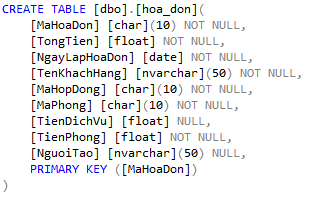 CREATE TABLE [dbo].[hoa_don](
[MaHoaDon] [char](10) NOT NULL,
[TongTien] [float] NOT NULL,
[NgayLapHoaDon] [date] NOT NULL,
[TenKhachHang] [nvarchar](50) NOT NULL,
[MaHopDong] [char](10) NOT NULL,
[MaPhong] [char](10) NOT NULL,
[TienDichVu] [float] NULL,
[TienPhong] [float] NOT NULL,
[NguoiTao] [nvarchar](50) NULL,
PRIMARY KEY ([MaHoaDon])
)